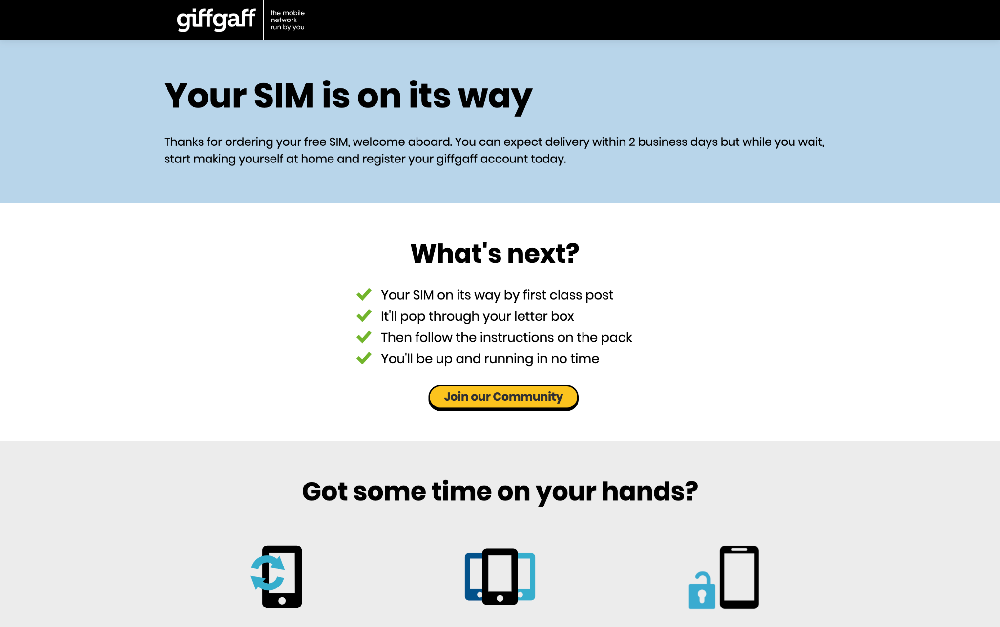 giffgaff
the mobile
network
run by you
Your SIM is on its way
Thanks for ordering your free SIM, welcome aboard. You can expect delivery within 2 business days but while you wait,
start making yourself at home and register your giffgaff account today.
What's next?
Your SIM on its way by first class post
It'll pop through your letter box
Then follow the instructions on the pack
You'll be up and running in no time
Join our Community
Got some time on your hands?